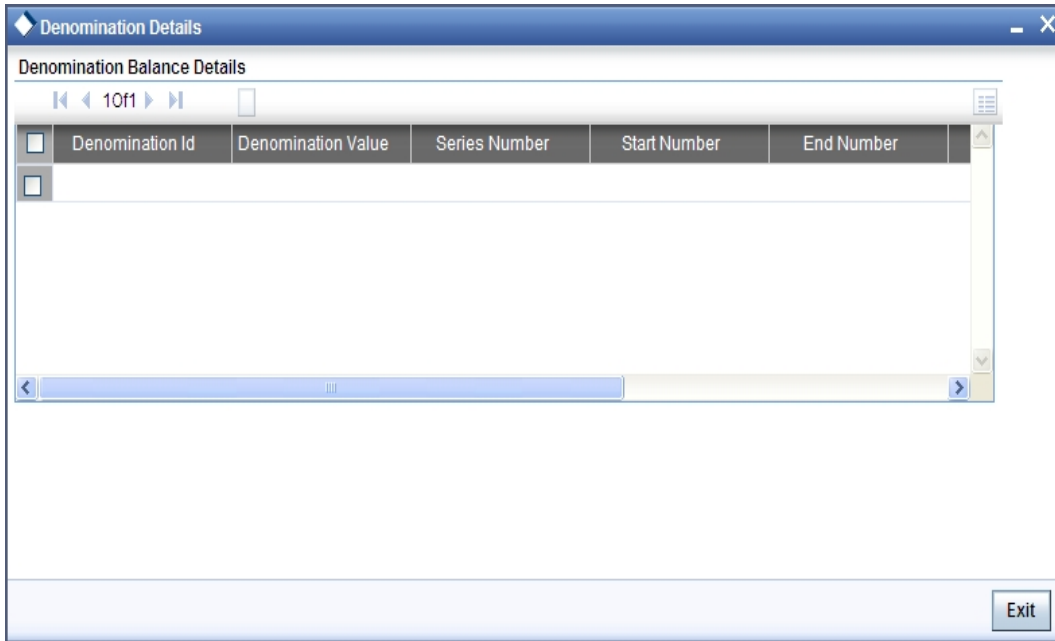 Denomination Details
Denomination Balance Details
1Of1
Denomination Id Denomination Value Series Number Start Number End Number
Exit